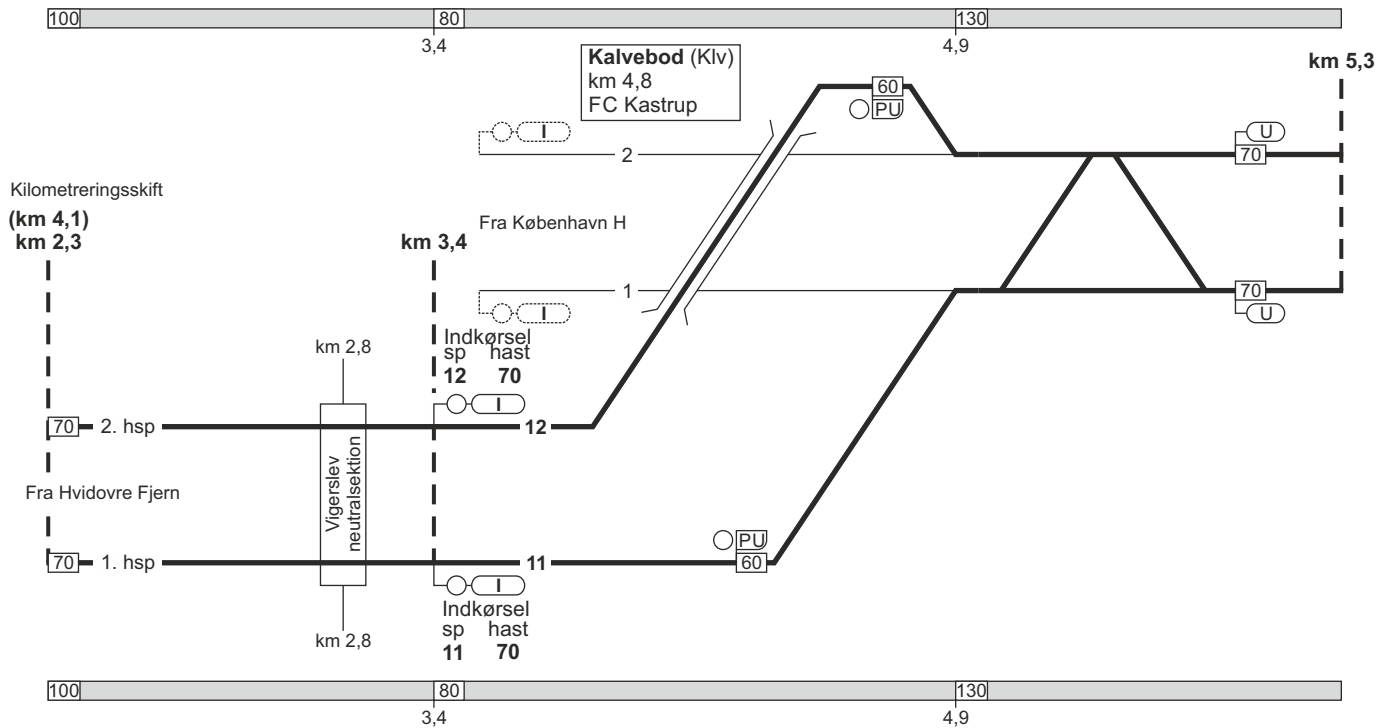 100 80 130
3,4 4,9
Kalvebod (Klv)
km 4,8
FC Kastrup
km 5,3
60
PU
I
U
2
70
Kilometreringsskift
(km 4,1)
km 2,3
Fra København H
km 3,4
1
70
I
U
km 2,8
Indkørsel
sp hast
12 70
I
70 2. hsp
12
Fra Hvidovre Fjern
Vigerslev
neutralsektion
PU
70 1. hsp
11
60
I
Indkørsel
sp hast
11 70
km 2,8
100 80 130
3,4 4,9